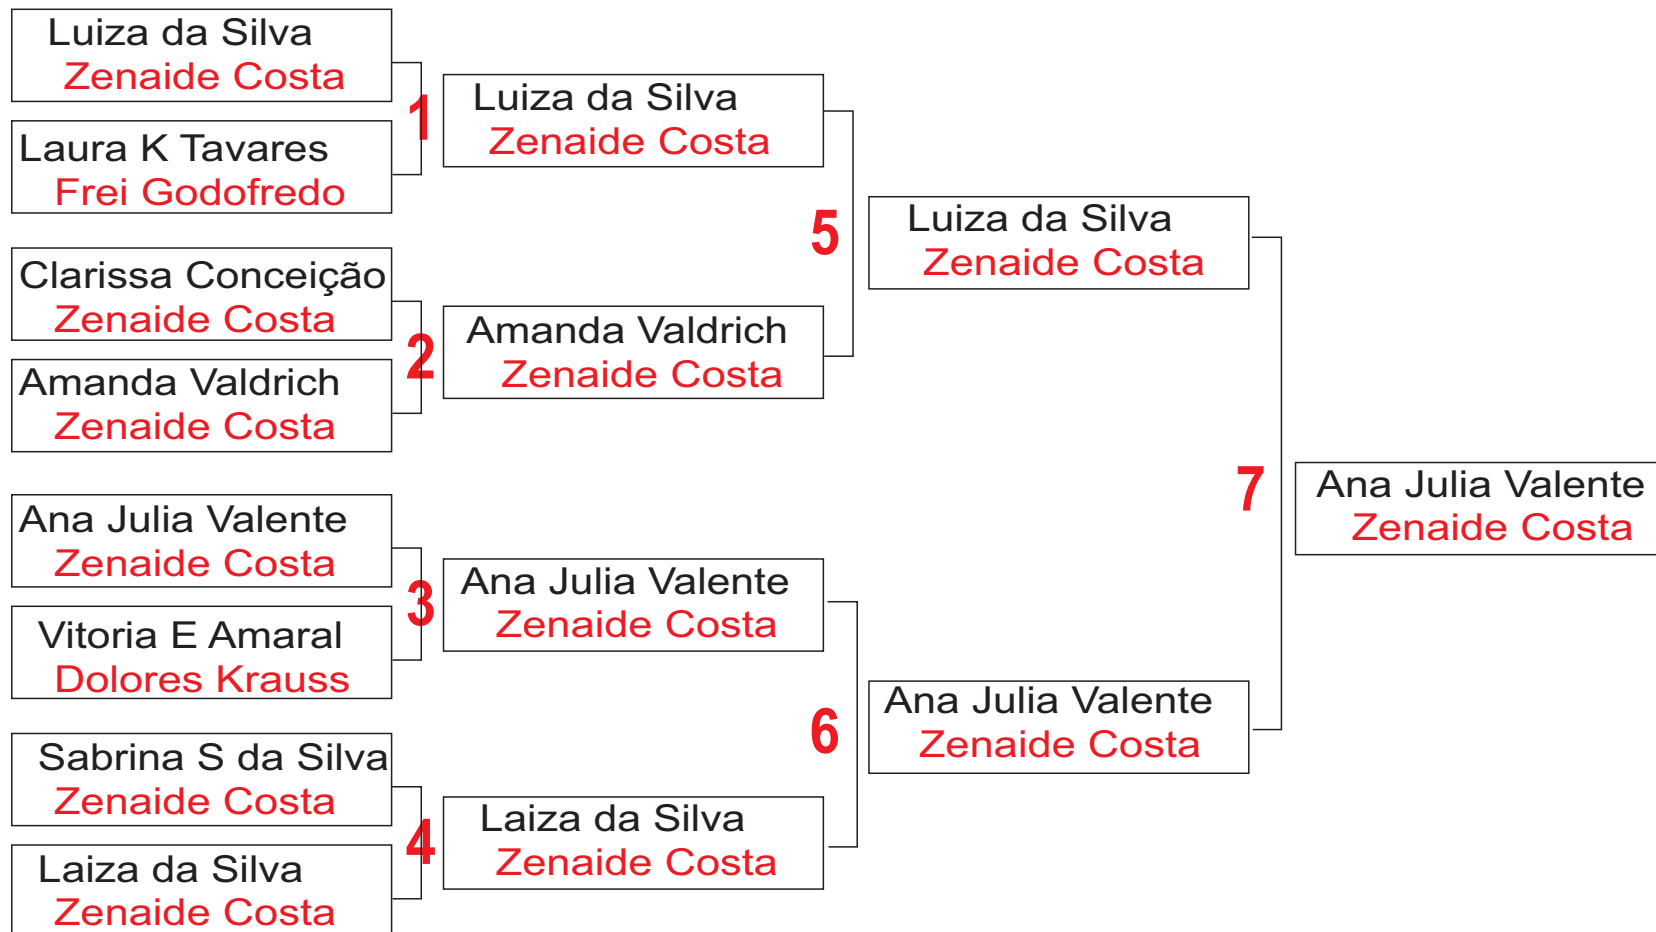 Luiza da Silva
Zenaide Costa
Laura K Tavares
Frei Godofredo
Clarissa Conceição
Zenaide Costa
Amanda Valdrich
Zenaide Costa
Ana Julia Valente
Zenaide Costa
Vitoria E Amaral
Dolores Krauss
Sabrina S da Silva
Zenaide Costa
Laiza da Silva
Zenaide Costa
1
2
3
4
Luiza da Silva
Zenaide Costa
Amanda Valdrich
Zenaide Costa
Ana Julia Valente
Zenaide Costa
Laiza da Silva
Zenaide Costa
5
6
Luiza da Silva
Zenaide Costa
Ana Julia Valente
Zenaide Costa
7
Ana Julia Valente
Zenaide Costa